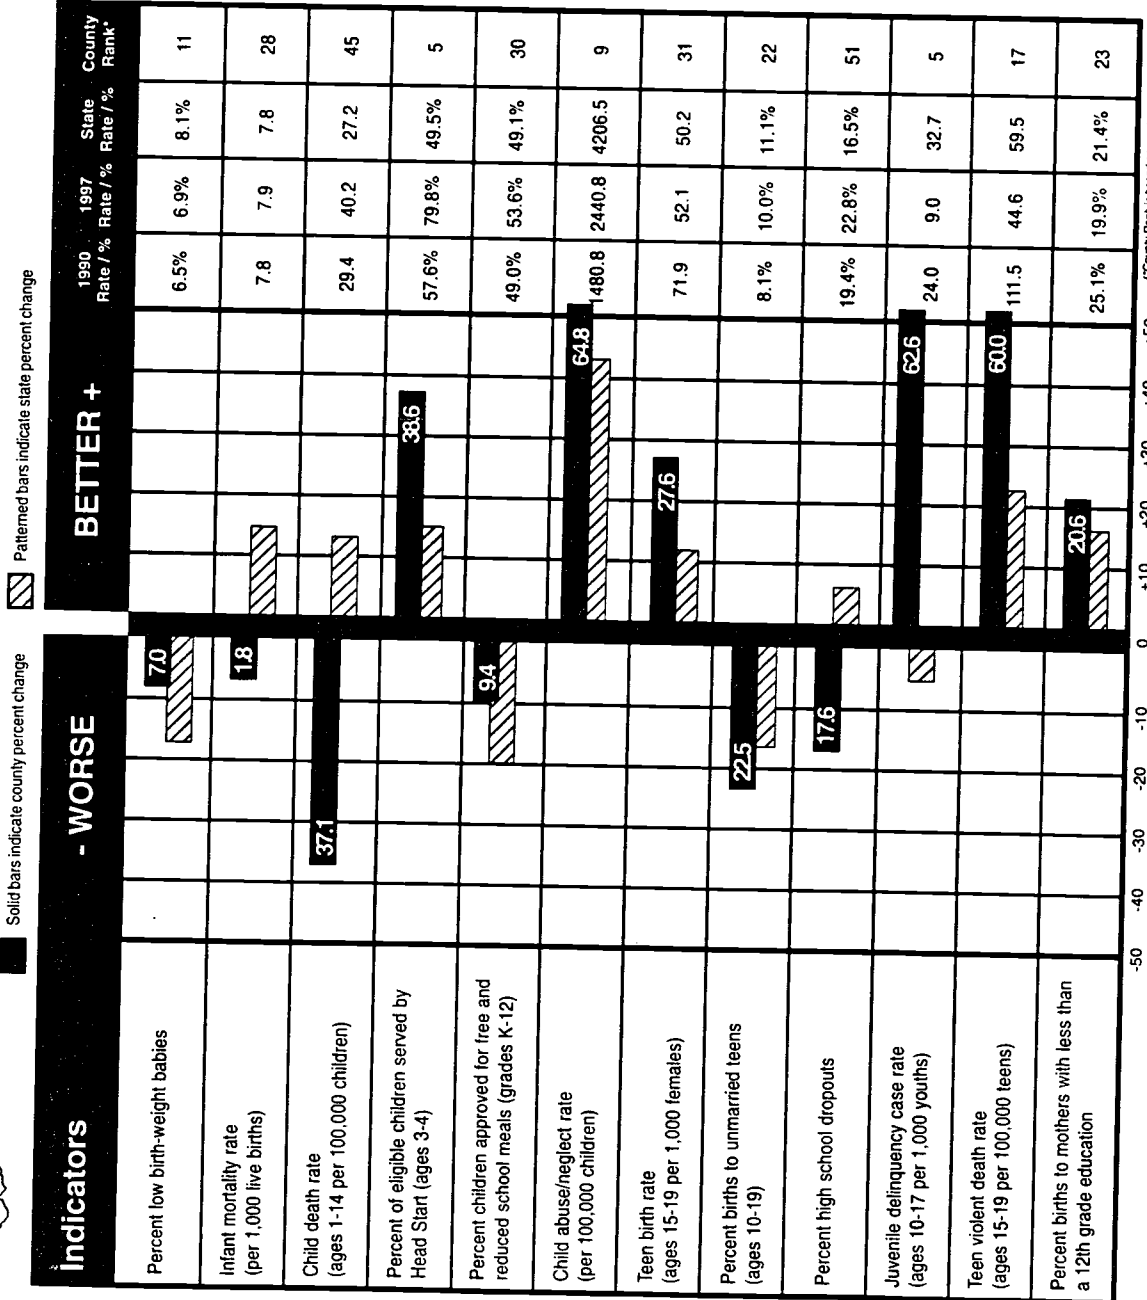 Solid bars indicate county percent change
Patterned bars indicate state percent change
Indicators
- WORSE
BETTER +
1990
Rate / %
1997
Rate / %
State
Rate / %
County
Rank*
Percent low birth-weight babies
7.0
6.5%
6.9%
8.1%
11
Infant mortality rate
(per 1,000 live births)
1.8
7.8
7.9
7.8
28
Child death rate
(ages 1-14 per 100,000 children)
37.1
29.4
40.2
27.2
45
Percent of eligible children served by
Head Start (ages 3-4)
38.6
57.6%
79.8%
49.5%
5
Percent children approved for free and
reduced school meals (grades K-12)
9.4
49.0%
53.6%
49.1%
30
Child abuse/neglect rate
(per 100,000 children)
64.8
1480.8
2440.8
4206.5
9
Teen birth rate
(ages 15-19 per 1,000 females)
27.6
71.9
52.1
50.2
31
Percent births to unmarried teens
(ages 10-19)
22.5
8.1%
10.0%
11.1%
22
Percent high school dropouts
17.6
19.4%
22.8%
16.5%
51
Juvenile delinquency case rate
(ages 10-17 per 1,000 youths)
62.6
24.0
9.0
32.7
5
Teen violent death rate
(ages 15-19 per 100,000 teens)
60.0
111.5
44.6
59.5
17
Percent births to mothers with less than
a 12th grade education
20.6
25.1%
19.9%
21.4%
23
-50
-40
-30
-20
-10
0
+10
+20
+30
+40
+50